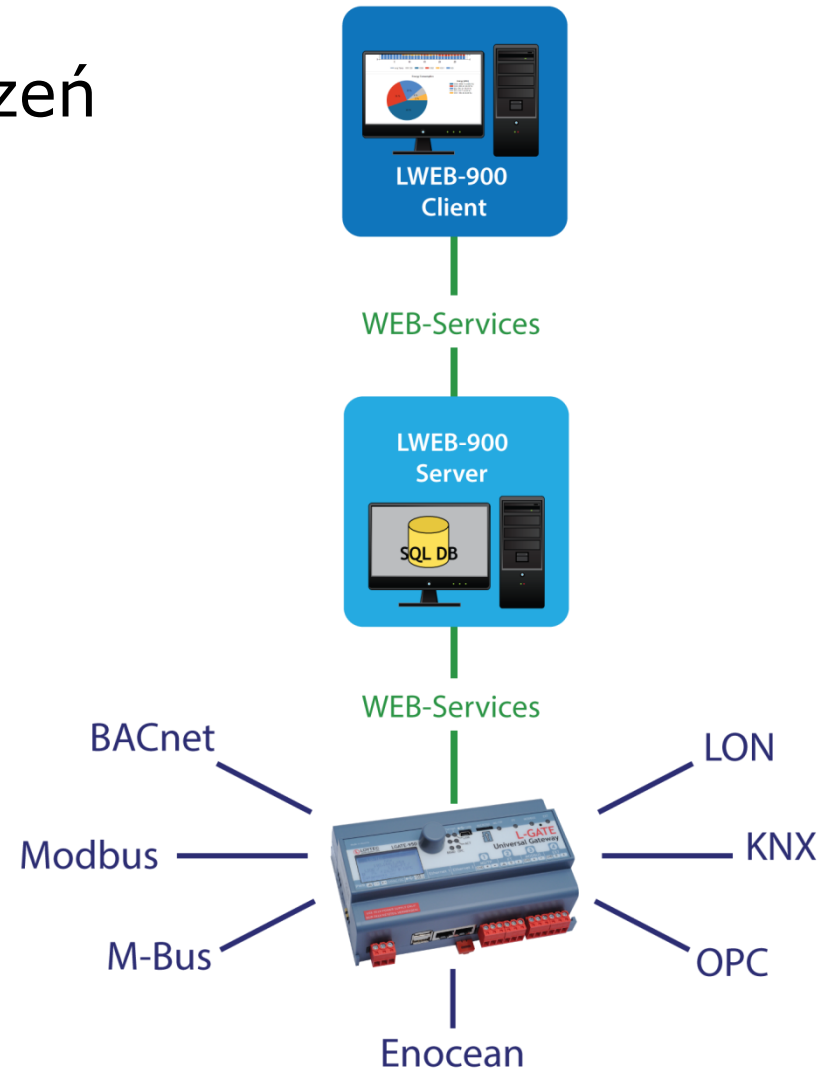 zeń
LWEB-900
Client
WEB-Services
LWEB-900
Server
SQL DB
WEB-Services
BACnet
LON
L-GATE
Universal Gateway
Modbus
KNX
M-Bus
OPC
Enocean